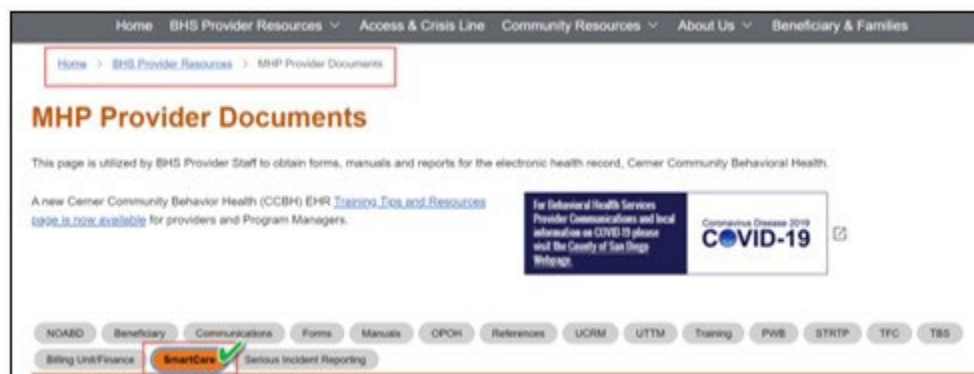 Home BHS Provider Resources Access & Crisis Line Community Resources About Us Beneficiary & Families
Home > BHS Provider Resources > MHP Provider Documents
MHP Provider Documents
This page is utilized by BHS Provider Staff to obtain forms, manuals and reports for the electronic health record, Cerner Community Behavioral Health.
A new Cerner Community Behavior Health (CCBH) EHR Training Tips and Resources
page is now available for providers and Program Managers.
For Behavioral Health Services
Provider Communications and local
information on COVID-19 please
visit the County of San Diego
Webpage.
Coronavirus Disease 2019
COVID-19
NOABD Beneficiary Communications Forms Manuals OPOH References UCRM UTTM Training PWB STRTP TFC TBS
Billing Unit/Finance SmartCare Serious Incident Reporting